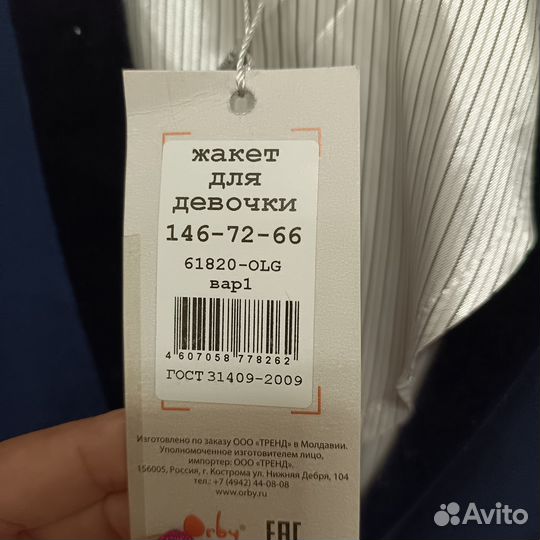 жакет
для
девочки
146-72-66
61820-OLG
вар1
4 607058 778262
ГОСТ 31409-2009
Изготовлено по заказу ООО «ТРЕНД» в Молдавии.
Уполномоченное изготовителем лицо,
импортер: ООО «ТРЕНД».
156005, Россия, г. Кострома ул. Нижняя Дебря, 104
тел.: +7 (4942) 44-08-08
www.orby.ru
Orby
EAC
Avito